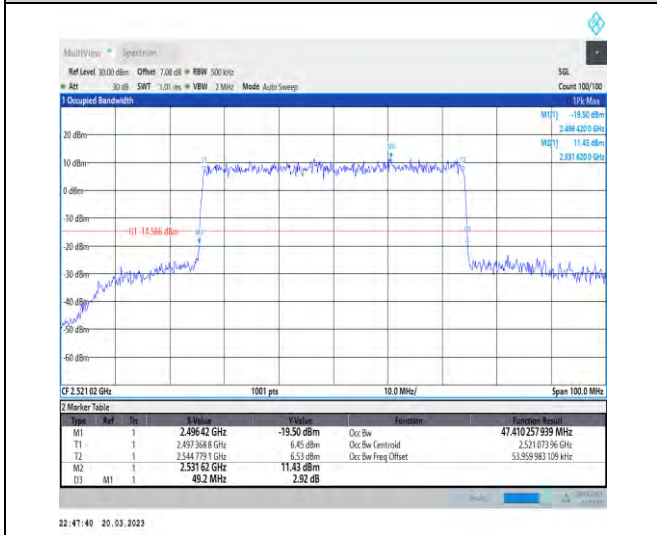 MultiView Spectrum
Ref Level 30.00 dBm Offset 7.08 dB RBW 500 kHz SGL
Att 30 dB SWT 1.01 ms VBW 2 MHz Mode Auto Sweep Count 100/100
1 Occupied Bandwidth 1Pk Max
M1[1] -19.50 dBm
2.496 420 0 GHz
M2[1] 11.43 dBm
2.531 620 0 GHz
20 dBm
10 dBm
0 dBm
-10 dBm
H1 -14.566 dBm
-20 dBm
-30 dBm
-40 dBm
-50 dBm
-60 dBm
CF 2.521 02 GHz 1001 pts 10.0 MHz/ Span 100.0 MHz
2 Marker Table
Type Ref Trc X-Value Y-Value Function Function Result
M1 1 2.496 42 GHz -19.50 dBm Occ Bw 47.410 257 939 MHz
T1 1 2.497 368 8 GHz 6.45 dBm Occ Bw Centroid 2.521 073 96 GHz
T2 1 2.544 779 1 GHz 6.53 dBm Occ Bw Freq Offset 53.959 983 109 kHz
M2 1 2.531 62 GHz 11.43 dBm
D3 M1 1 49.2 MHz 2.92 dB
22:47:40 20.03.2023